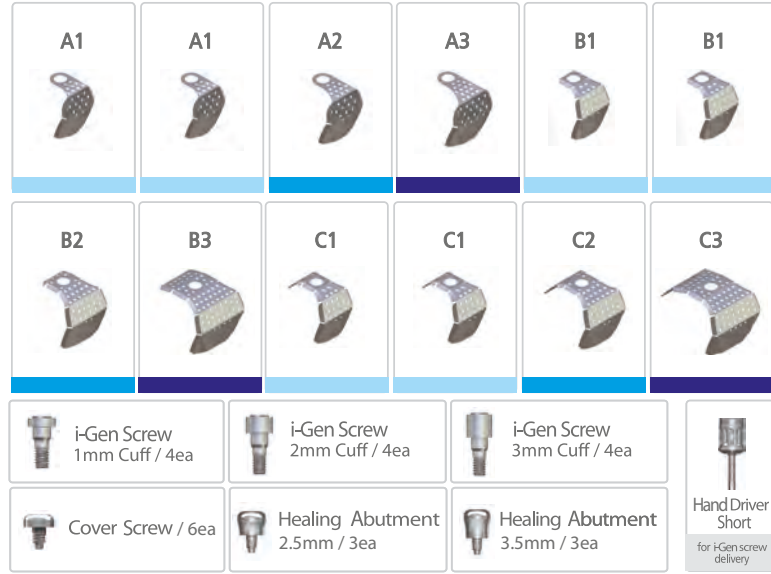 A1
A1
A2
A3
B1
B1
B2
B3
C1
C1
C2
C3
i-Gen Screw
1mm Cuff / 4ea
i-Gen Screw
2mm Cuff / 4ea
i-Gen Screw
3mm Cuff / 4ea
Cover Screw / 6ea
Healing Abutment
2.5mm / 3ea
Healing Abutment
3.5mm / 3ea
Hand Driver
Short
for i-Gen screw
delivery